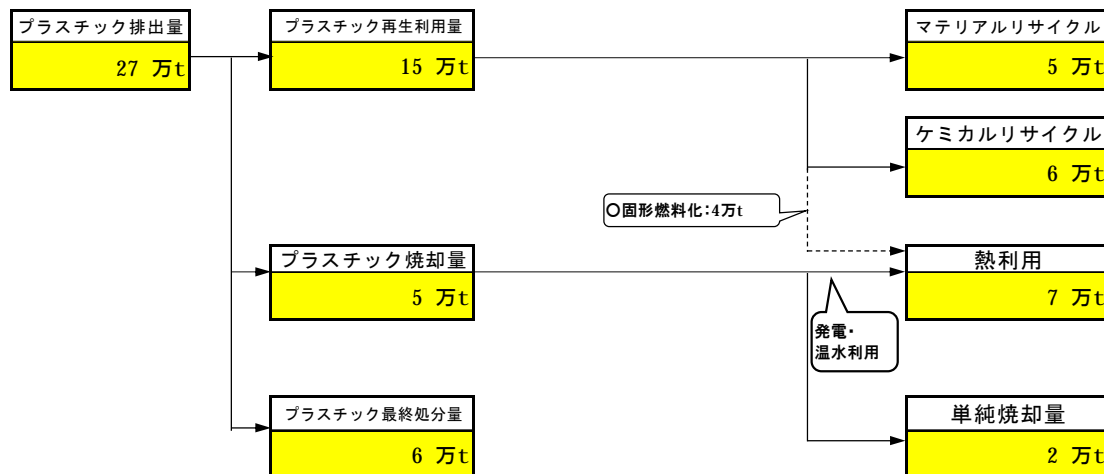 プラスチック排出量
27 万t
プラスチック再生利用量
15 万t
マテリアルリサイクル
5 万t
ケミカルリサイクル
6 万t
〇固形燃料化:4万t
プラスチック焼却量
5 万t
熱利用
7 万t
発電・
温水利用
プラスチック最終処分量
6 万t
単純焼却量
2 万t